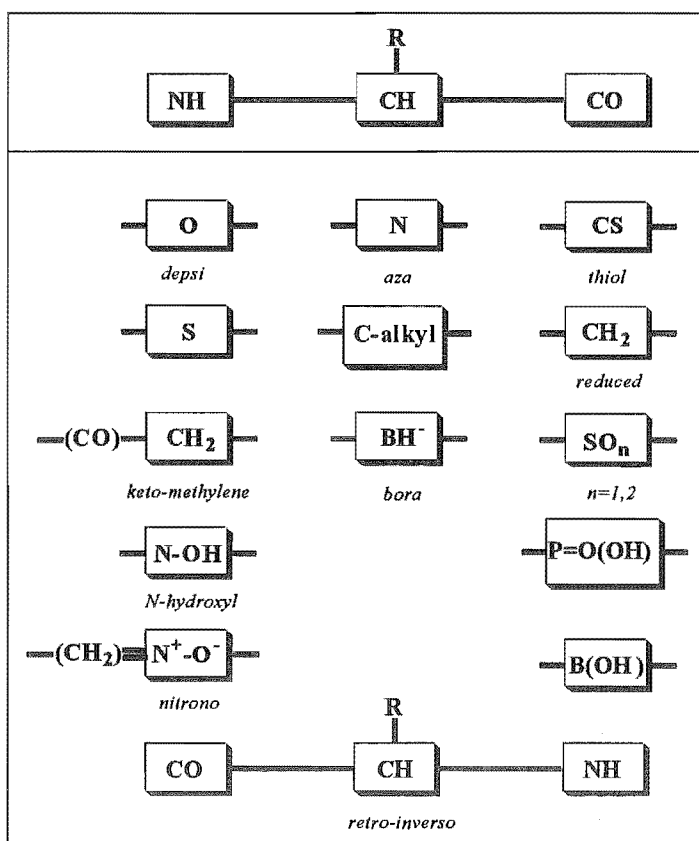 R
NH CH CO
O N CS
depsi aza thiol
S C-alkyl CH₂
reduced
(CO) CH₂ BH⁻ SOₙ
keto-methylene bora n=1,2
N-OH P=O(OH)
N-hydroxyl
(CH₂) N⁺-O⁻ B(OH)
nitrono
R
CO CH NH
retro-inverso